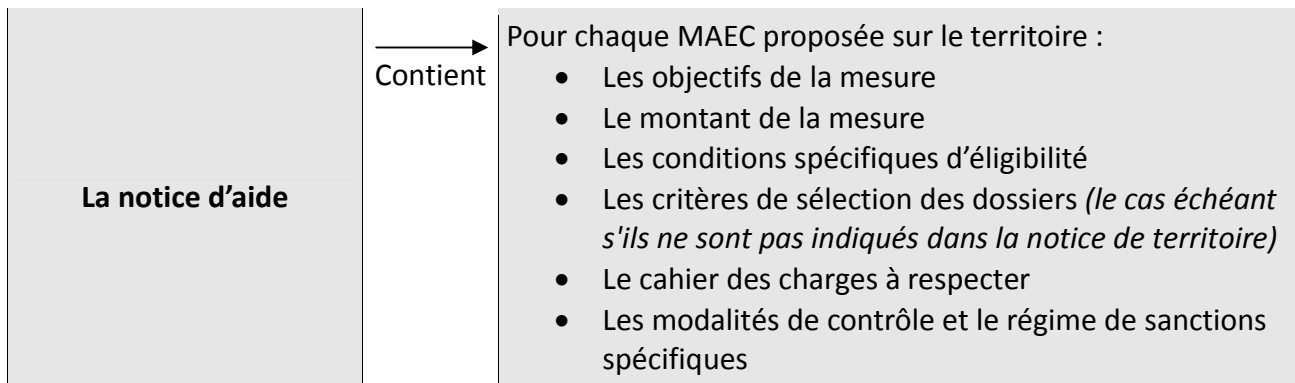 La notice d’aide
Contient
Pour chaque MAEC proposée sur le territoire :
• Les objectifs de la mesure
• Le montant de la mesure
• Les conditions spécifiques d’éligibilité
• Les critères de sélection des dossiers (le cas échéant
s'ils ne sont pas indiqués dans la notice de territoire)
• Le cahier des charges à respecter
• Les modalités de contrôle et le régime de sanctions
spécifiques